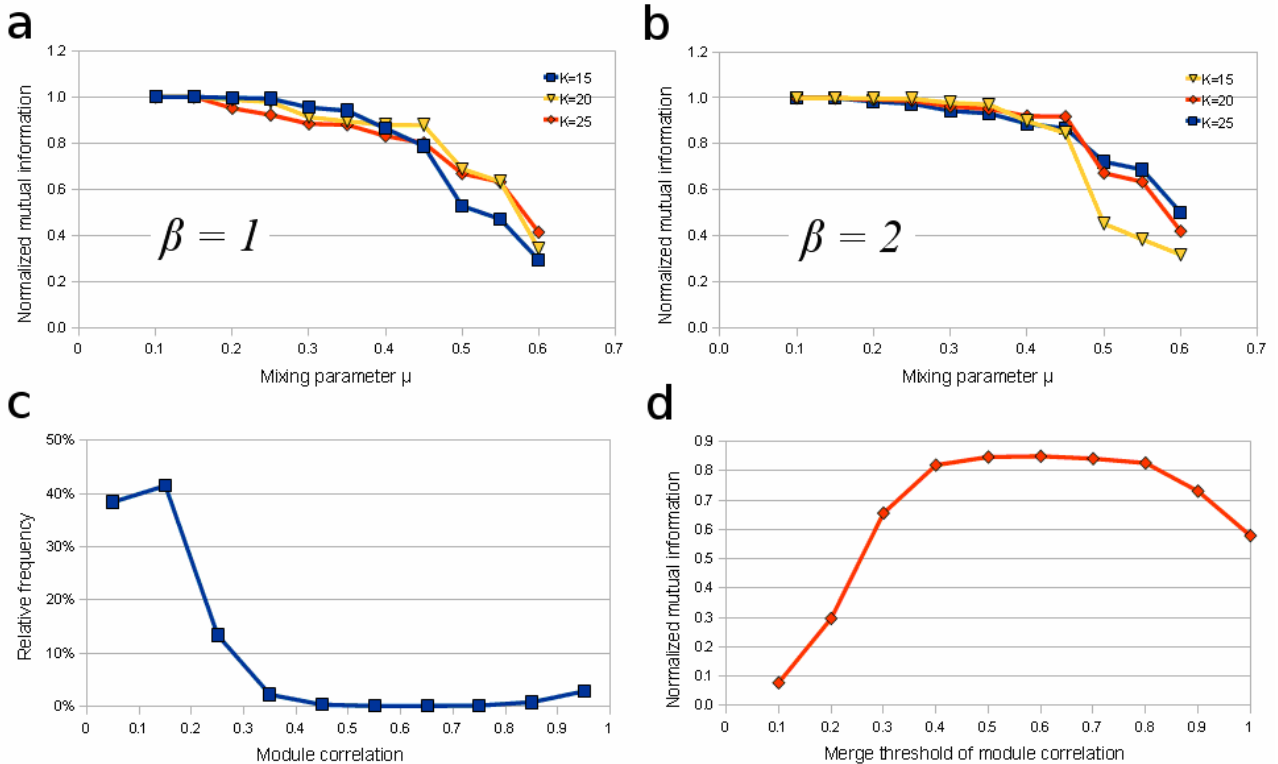 a
Normalized mutual information
1.2
1.0
0.8
0.6
0.4
0.2
0.0
0 0.1 0.2 0.3 0.4 0.5 0.6 0.7
Mixing parameter μ
K=15
K=20
K=25
β = 1
b
Normalized mutual information
1.2
1.0
0.8
0.6
0.4
0.2
0.0
0.0 0.1 0.2 0.3 0.4 0.5 0.6 0.7
Mixing parameter μ
K=15
K=20
K=25
β = 2
c
Relative frequency
50%
40%
30%
20%
10%
0%
0 0.1 0.2 0.3 0.4 0.5 0.6 0.7 0.8 0.9 1
Module correlation
d
Normalized mutual information
0.9
0.8
0.7
0.6
0.5
0.4
0.3
0.2
0.1
0.0
0 0.1 0.2 0.3 0.4 0.5 0.6 0.7 0.8 0.9 1
Merge threshold of module correlation